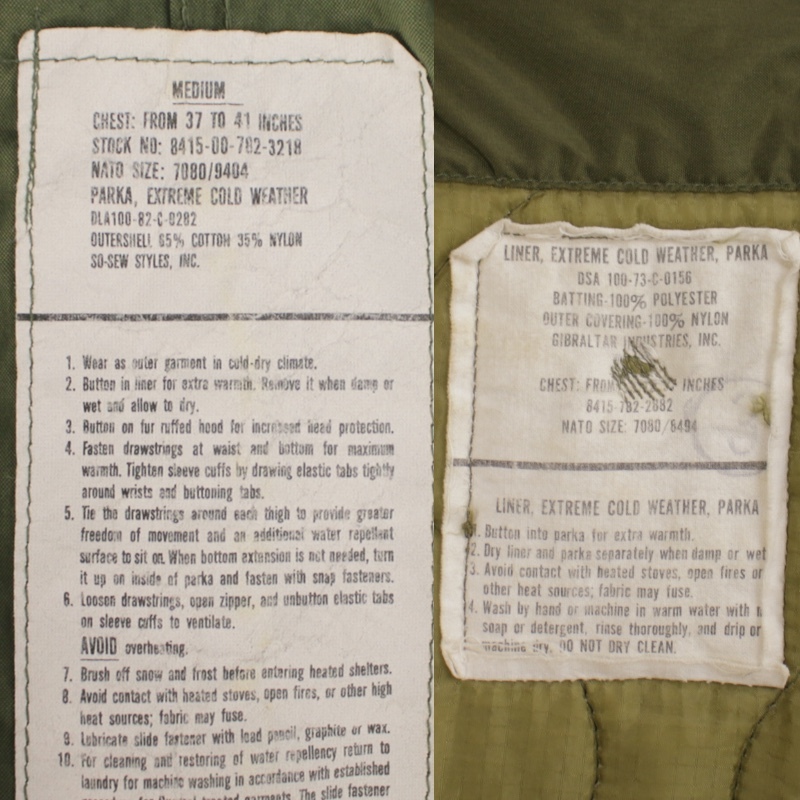 MEDIUM
CHEST: FROM 37 TO 41 INCHES
STOCK NO: 8415-00-782-3218
NATO SIZE: 7080/9404
PARKA, EXTREME COLD WEATHER
DLA100-82-C-0282
OUTERSHELL 65% COTTON 35% NYLON
SO-SEW STYLES, INC.
1. Wear as outer garment in cold-dry climate.
2. Button in liner for extra warmth. Remove it when damp or
wet and allow to dry.
3. Button on fur ruffed hood for increased head protection.
4. Fasten drawstrings at waist and bottom for maximum
warmth. Tighten sleeve cuffs by drawing elastic tabs tightly
around wrists and buttoning tabs.
5. Tie the drawstrings around each thigh to provide greater
freedom of movement and an additional water repellent
surface to sit on. When bottom extension is not needed, turn
it up on inside of parka and fasten with snap fasteners.
6. Loosen drawstrings, open zipper, and unbutton elastic tabs
on sleeve cuffs to ventilate.
AVOID overheating.
7. Brush off snow and frost before entering heated shelters.
8. Avoid contact with heated stoves, open fires, or other high
heat sources; fabric may fuse.
9. Lubricate slide fastener with lead pencil, graphite or wax.
10. For cleaning and restoring of water repellency return to
laundry for machine washing in accordance with established
treated garments. The slide fastener
LINER, EXTREME COLD WEATHER, PARKA
DSA 100-73-C-0156
BATTING-100% POLYESTER
OUTER COVERING-100% NYLON
GIBRALTAR INDUSTRIES, INC.
CHEST: FROM INCHES
8415-782-2882
NATO SIZE: 7080/8494
LINER, EXTREME COLD WEATHER, PARKA
1. Button into parka for extra warmth.
2. Dry liner and parka separately when damp or wet
3. Avoid contact with heated stoves, open fires or
other heat sources; fabric may fuse.
4. Wash by hand or machine in warm water with
soap or detergent, rinse thoroughly, and drip or
machine dry. DO NOT DRY CLEAN.